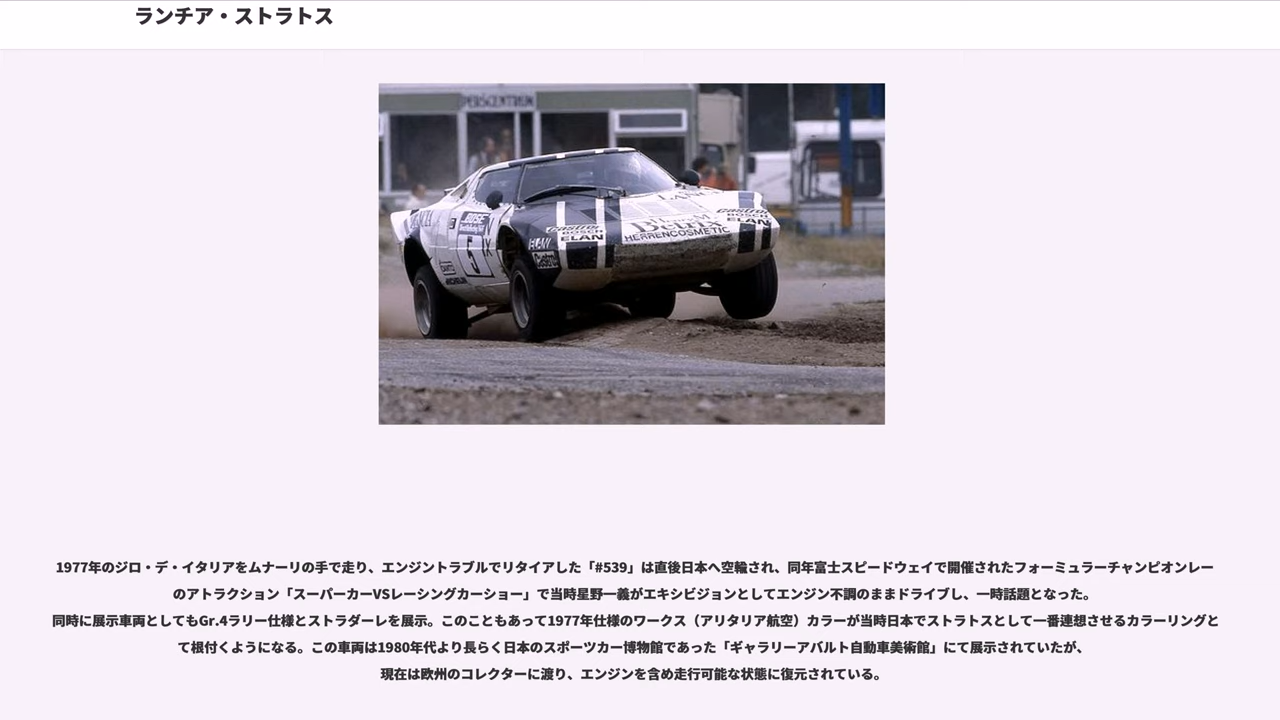 ランチア・ストラトス
PERSCENTRUM
LANCIA
BOSE
5
ELAN
Castrol
Castrol
ELAN
HERRENCOSMETIC
Castrol
BOSCH
ELAN
1977年のジロ・デ・イタリアをムナーリの手で走り、エンジントラブルでリタイアした「#539」は直後日本へ空輸され、同年富士スピードウェイで開催されたフォーミュラーチャンピオンレー
のアトラクション「スーパーカーVSレーシングカーショー」で当時星野一義がエキシビジョンとしてエンジン不調のままドライブし、一時話題となった。
同時に展示車両としてもGr.4ラリー仕様とストラダーレを展示。このこともあって1977年仕様のワークス（アリタリア航空）カラーが当時日本でストラトスとして一番連想させるカラーリングと
て根付くようになる。この車両は1980年代より長らく日本のスポーツカー博物館であった「ギャラリーアバルト自動車美術館」にて展示されていたが、
現在は欧州のコレクターに渡り、エンジンを含め走行可能な状態に復元されている。